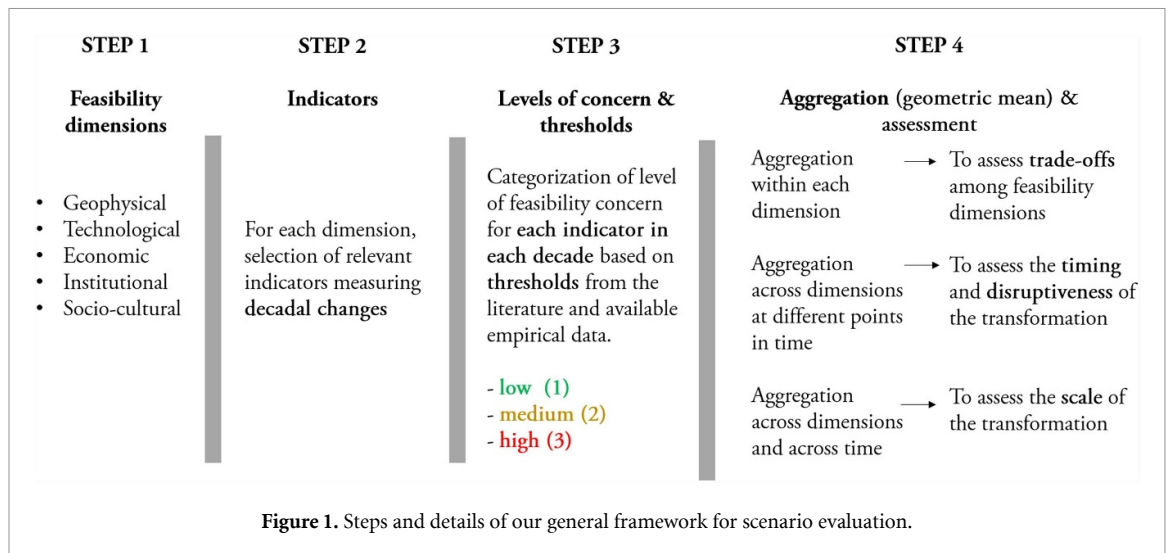 STEP 1
Feasibility
dimensions
• Geophysical
• Technological
• Economic
• Institutional
• Socio-cultural
STEP 2
Indicators
For each dimension,
selection of relevant
indicators measuring
decadal changes
STEP 3
Levels of concern &
thresholds
Categorization of level
of feasibility concern
for each indicator in
each decade based on
thresholds from the
literature and available
empirical data.
- low (1)
- medium (2)
- high (3)
STEP 4
Aggregation (geometric mean) &
assessment
Aggregation
within each
dimension
To assess trade-offs
among feasibility
dimensions
Aggregation
across dimensions
at different points
in time
To assess the timing
and disruptiveness of
the transformation
Aggregation
across dimensions
and across time
To assess the scale of
the transformation
Figure 1. Steps and details of our general framework for scenario evaluation.